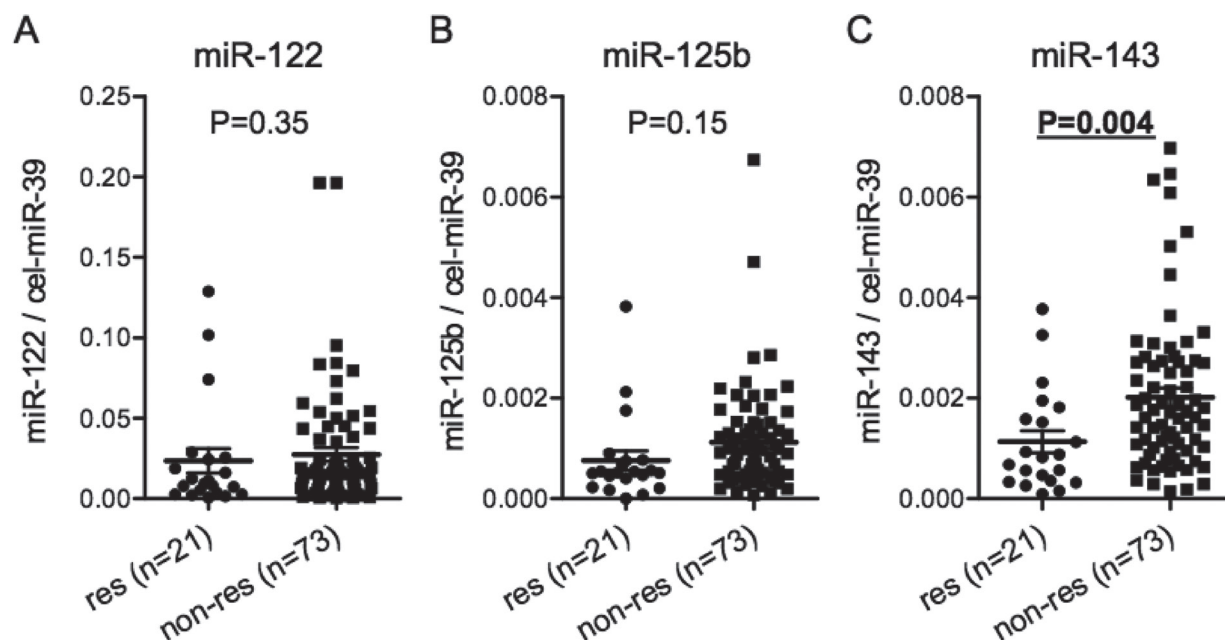 A
miR-122
P=0.35
miR-122 / cel-miR-39
0.25
0.20
0.15
0.10
0.05
0.00
res (n=21)
non-res (n=73)
B
miR-125b
P=0.15
miR-125b / cel-miR-39
0.008
0.006
0.004
0.002
0.000
res (n=21)
non-res (n=73)
C
miR-143
P=0.004
miR-143 / cel-miR-39
0.008
0.006
0.004
0.002
0.000
res (n=21)
non-res (n=73)